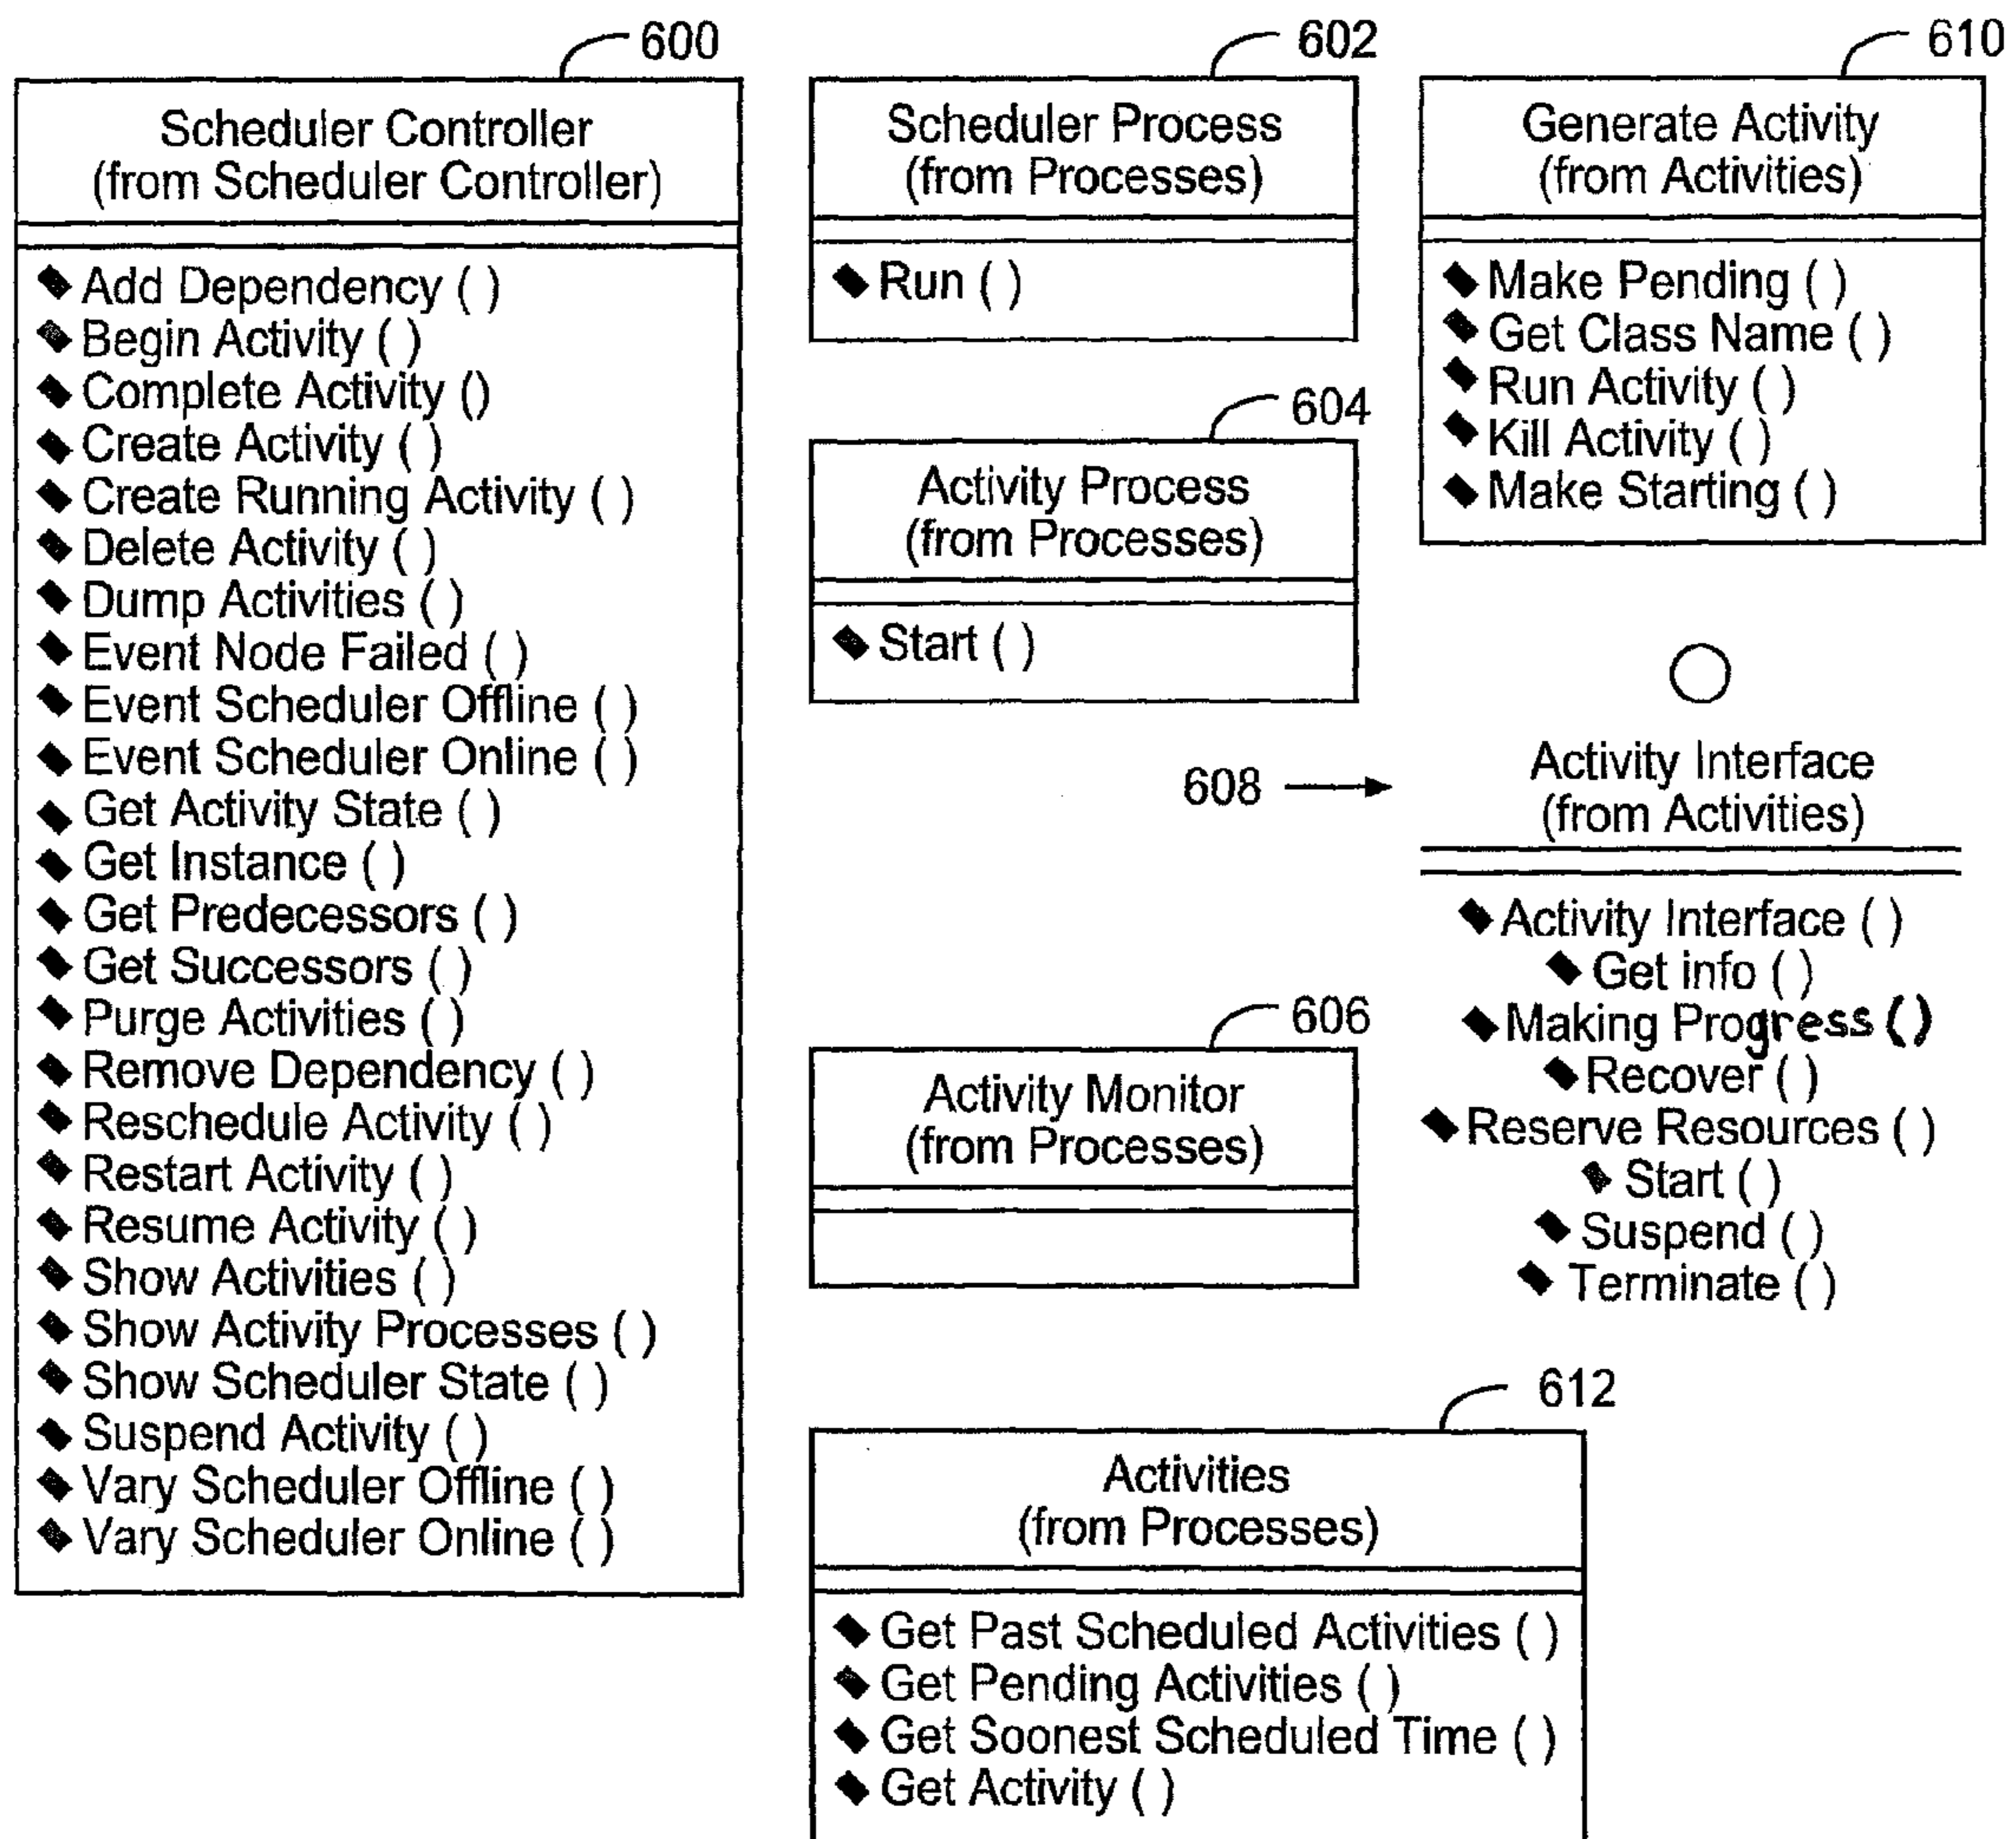 600
Scheduler Controller
(from Scheduler Controller)
Add Dependency ( )
Begin Activity ( )
Complete Activity ()
Create Activity ( )
Create Running Activity ( )
Delete Activity ( )
Dump Activities ( )
Event Node Failed ( )
Event Scheduler Offline ( )
Event Scheduler Online ( )
Get Activity State ( )
Get Instance ( )
Get Predecessors ( )
Get Successors ( )
Purge Activities ( )
Remove Dependency ( )
Reschedule Activity ( )
Restart Activity ( )
Resume Activity ( )
Show Activities ( )
Show Activity Processes ( )
Show Scheduler State ( )
Suspend Activity ( )
Vary Scheduler Offline ( )
Vary Scheduler Online ( )
602
Scheduler Process
(from Processes)
Run ( )
604
Activity Process
(from Processes)
Start ( )
606
Activity Monitor
(from Processes)
610
Generate Activity
(from Activities)
Make Pending ( )
Get Class Name ( )
Run Activity ( )
Kill Activity ( )
Make Starting ( )
608
Activity Interface
(from Activities)
Activity Interface ( )
Get info ( )
Making Progress ()
Recover ( )
Reserve Resources ( )
Start ( )
Suspend ( )
Terminate ( )
612
Activities
(from Processes)
Get Past Scheduled Activities ( )
Get Pending Activities ( )
Get Soonest Scheduled Time ( )
Get Activity ( )